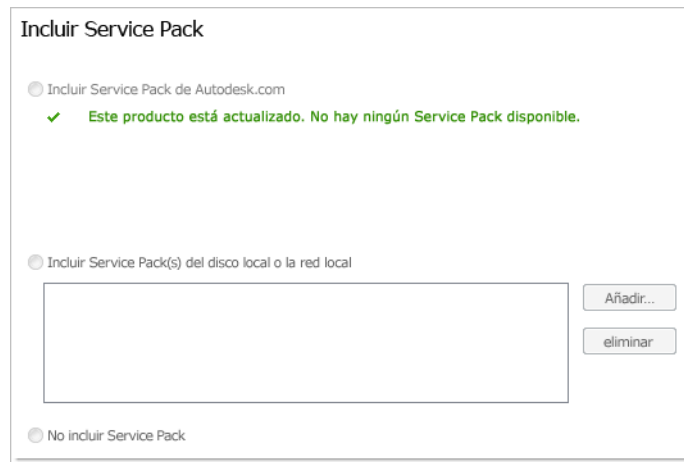 Incluir Service Pack
Incluir Service Pack de Autodesk.com
Este producto está actualizado. No hay ningún Service Pack disponible.
Incluir Service Pack(s) del disco local o la red local
Añadir...
eliminar
No incluir Service Pack